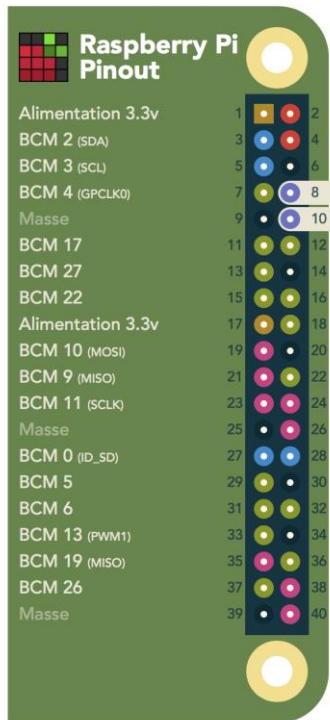 Raspberry Pi
Pinout
Alimentation 3.3v 1 2
BCM 2 (SDA) 3 4
BCM 3 (SCL) 5 6
BCM 4 (GPCLK0) 7 8
Masse 9 10
BCM 17 11 12
BCM 27 13 14
BCM 22 15 16
Alimentation 3.3v 17 18
BCM 10 (MOSI) 19 20
BCM 9 (MISO) 21 22
BCM 11 (SCLK) 23 24
Masse 25 26
BCM 0 (ID_SD) 27 28
BCM 5 29 30
BCM 6 31 32
BCM 13 (PWM1) 33 34
BCM 19 (MISO) 35 36
BCM 26 37 38
Masse 39 40